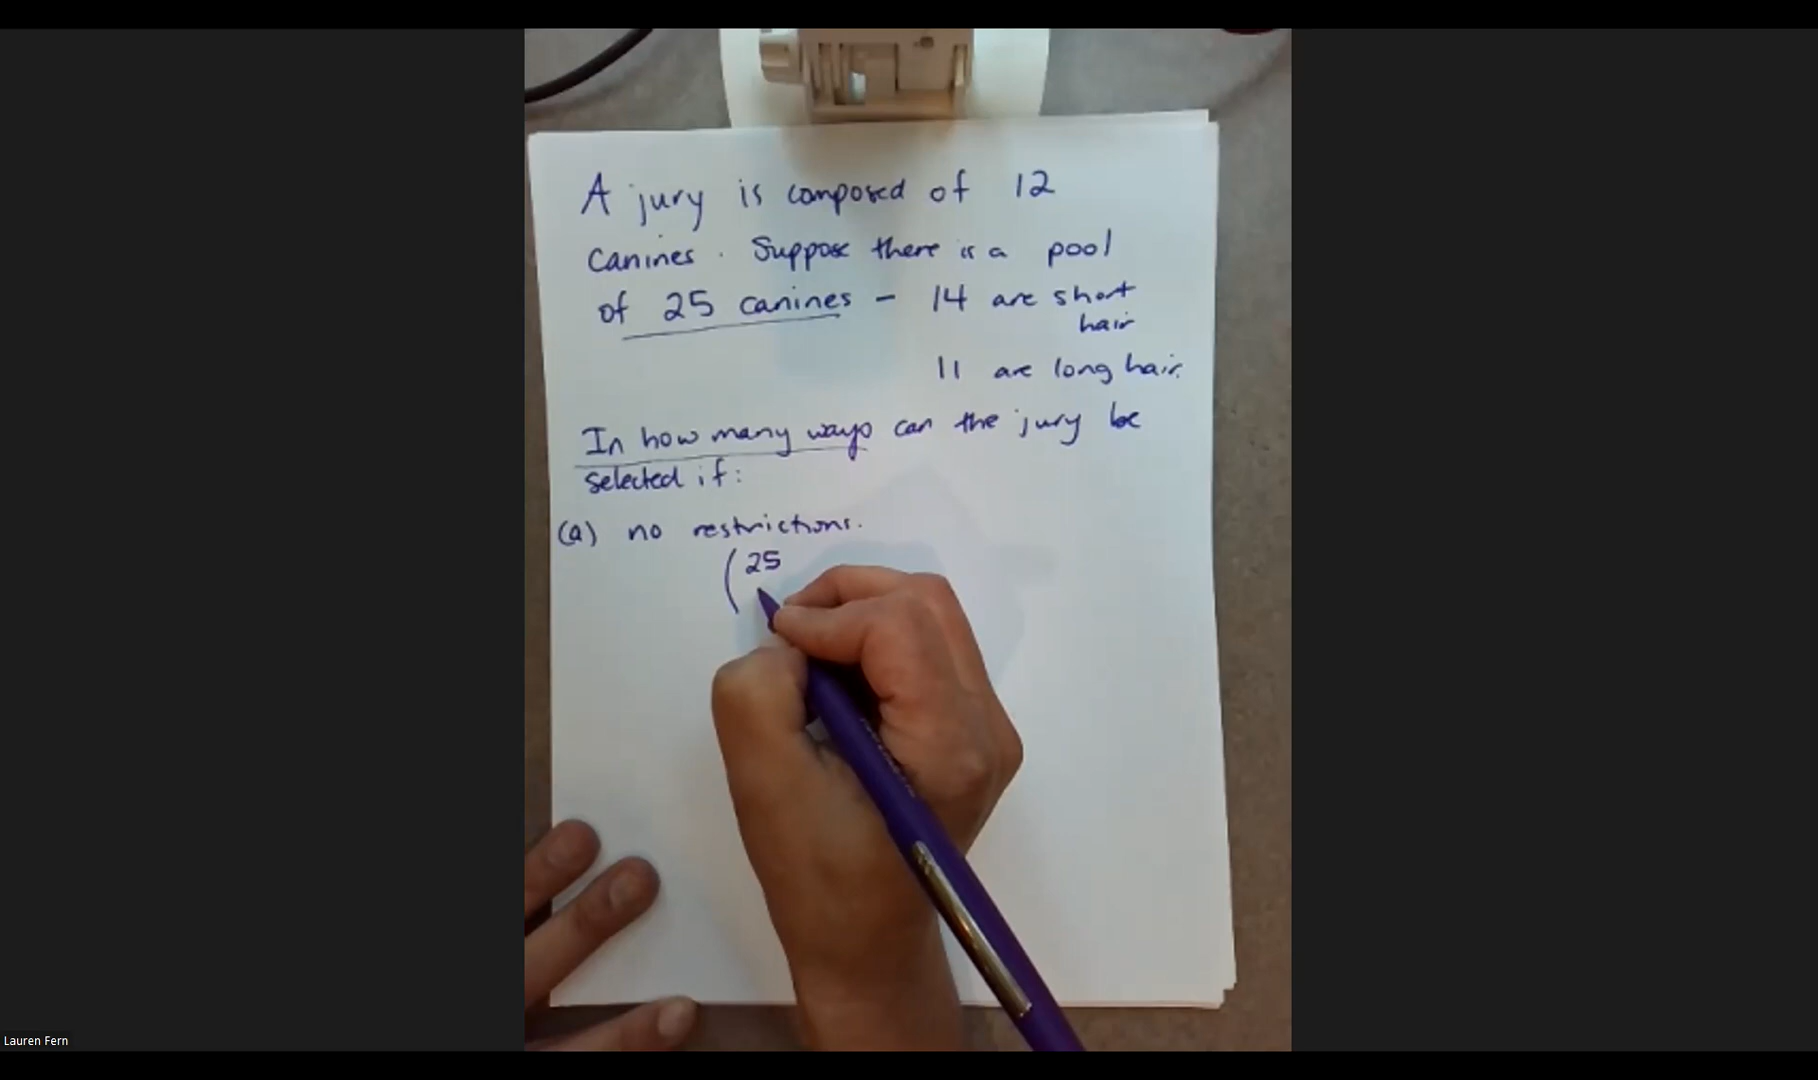 A jury is composed of 12
canines. Suppose there is a pool
of 25 canines - 14 are short
hair
11 are long hair.
In how many ways can the jury be
selected if:
(a) no restrictions.
(25
Lauren Fern